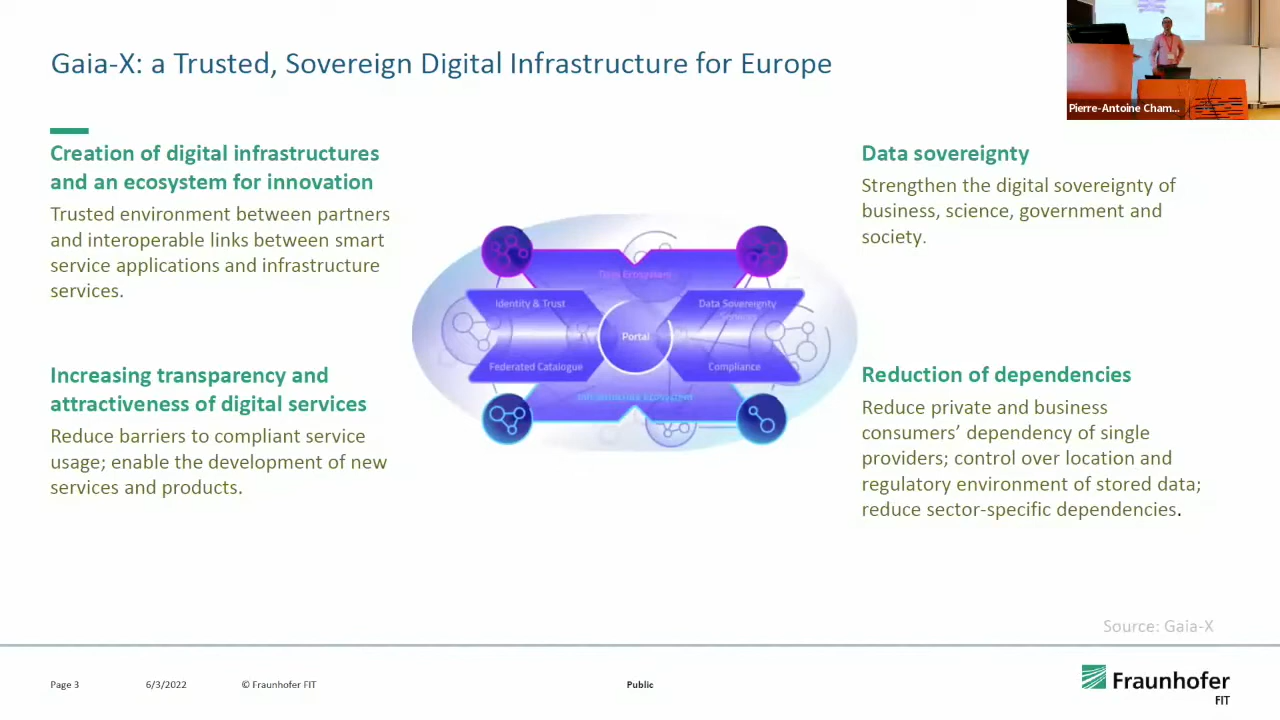 Gaia-X: a Trusted, Sovereign Digital Infrastructure for Europe
Pierre-Antoine Cham...
Creation of digital infrastructures
and an ecosystem for innovation
Trusted environment between partners
and interoperable links between smart
service applications and infrastructure
services.
Increasing transparency and
attractiveness of digital services
Reduce barriers to compliant service
usage; enable the development of new
services and products.
Data Ecosystem
Identity & Trust
Data Sovereignty
Services
Portal
Federated Catalogue
Compliance
Infrastructure Ecosystem
Data sovereignty
Strengthen the digital sovereignty of
business, science, government and
society.
Reduction of dependencies
Reduce private and business
consumers’ dependency of single
providers; control over location and
regulatory environment of stored data;
reduce sector-specific dependencies.
Source: Gaia-X
Page 3
6/3/2022
© Fraunhofer FIT
Public
Fraunhofer
FIT